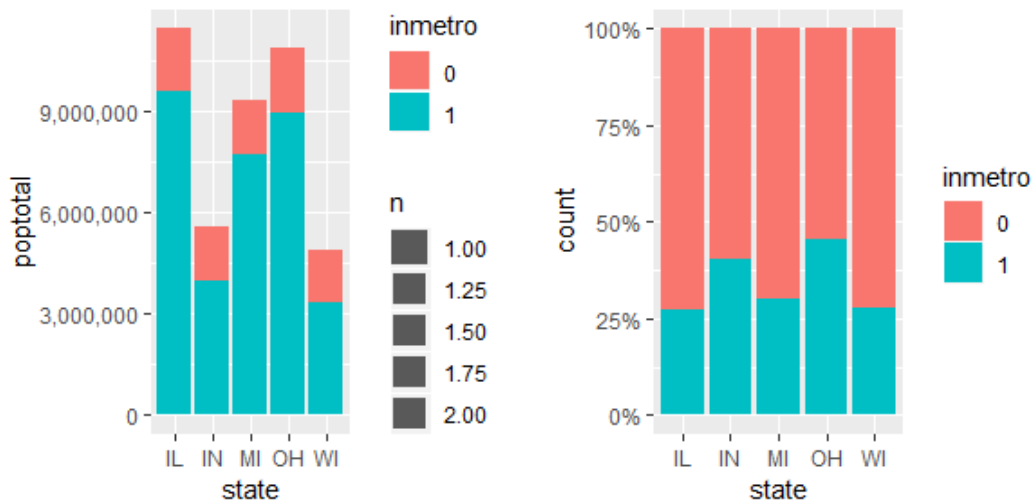 poptotal
9,000,000
6,000,000
3,000,000
0
IL IN MI OH WI
state
inmetro
0
1
n
1.00
1.25
1.50
1.75
2.00
count
100%
75%
50%
25%
0%
IL IN MI OH WI
state
inmetro
0
1